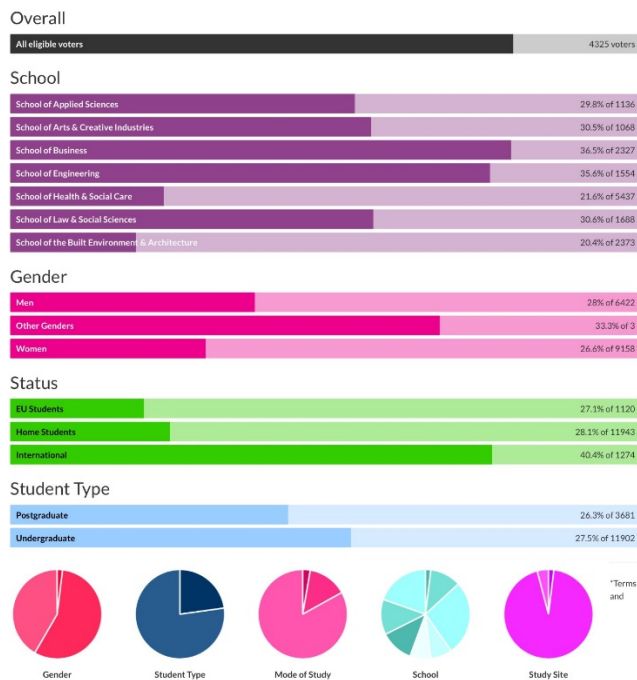 Overall
All eligible voters 4325 voters
School
School of Applied Sciences 29.8% of 1136
School of Arts & Creative Industries 30.5% of 1068
School of Business 36.5% of 2327
School of Engineering 35.6% of 1554
School of Health & Social Care 21.6% of 5437
School of Law & Social Sciences 30.6% of 1688
School of the Built Environment & Architecture 20.4% of 2373
Gender
Men 28% of 6422
Other Genders 33.3% of 3
Women 26.6% of 9158
Status
EU Students 27.1% of 1120
Home Students 28.1% of 11943
International 40.4% of 1274
Student Type
Postgraduate 26.3% of 3681
Undergraduate 27.5% of 11902
"Terms
and
Gender Student Type Mode of Study School Study Site